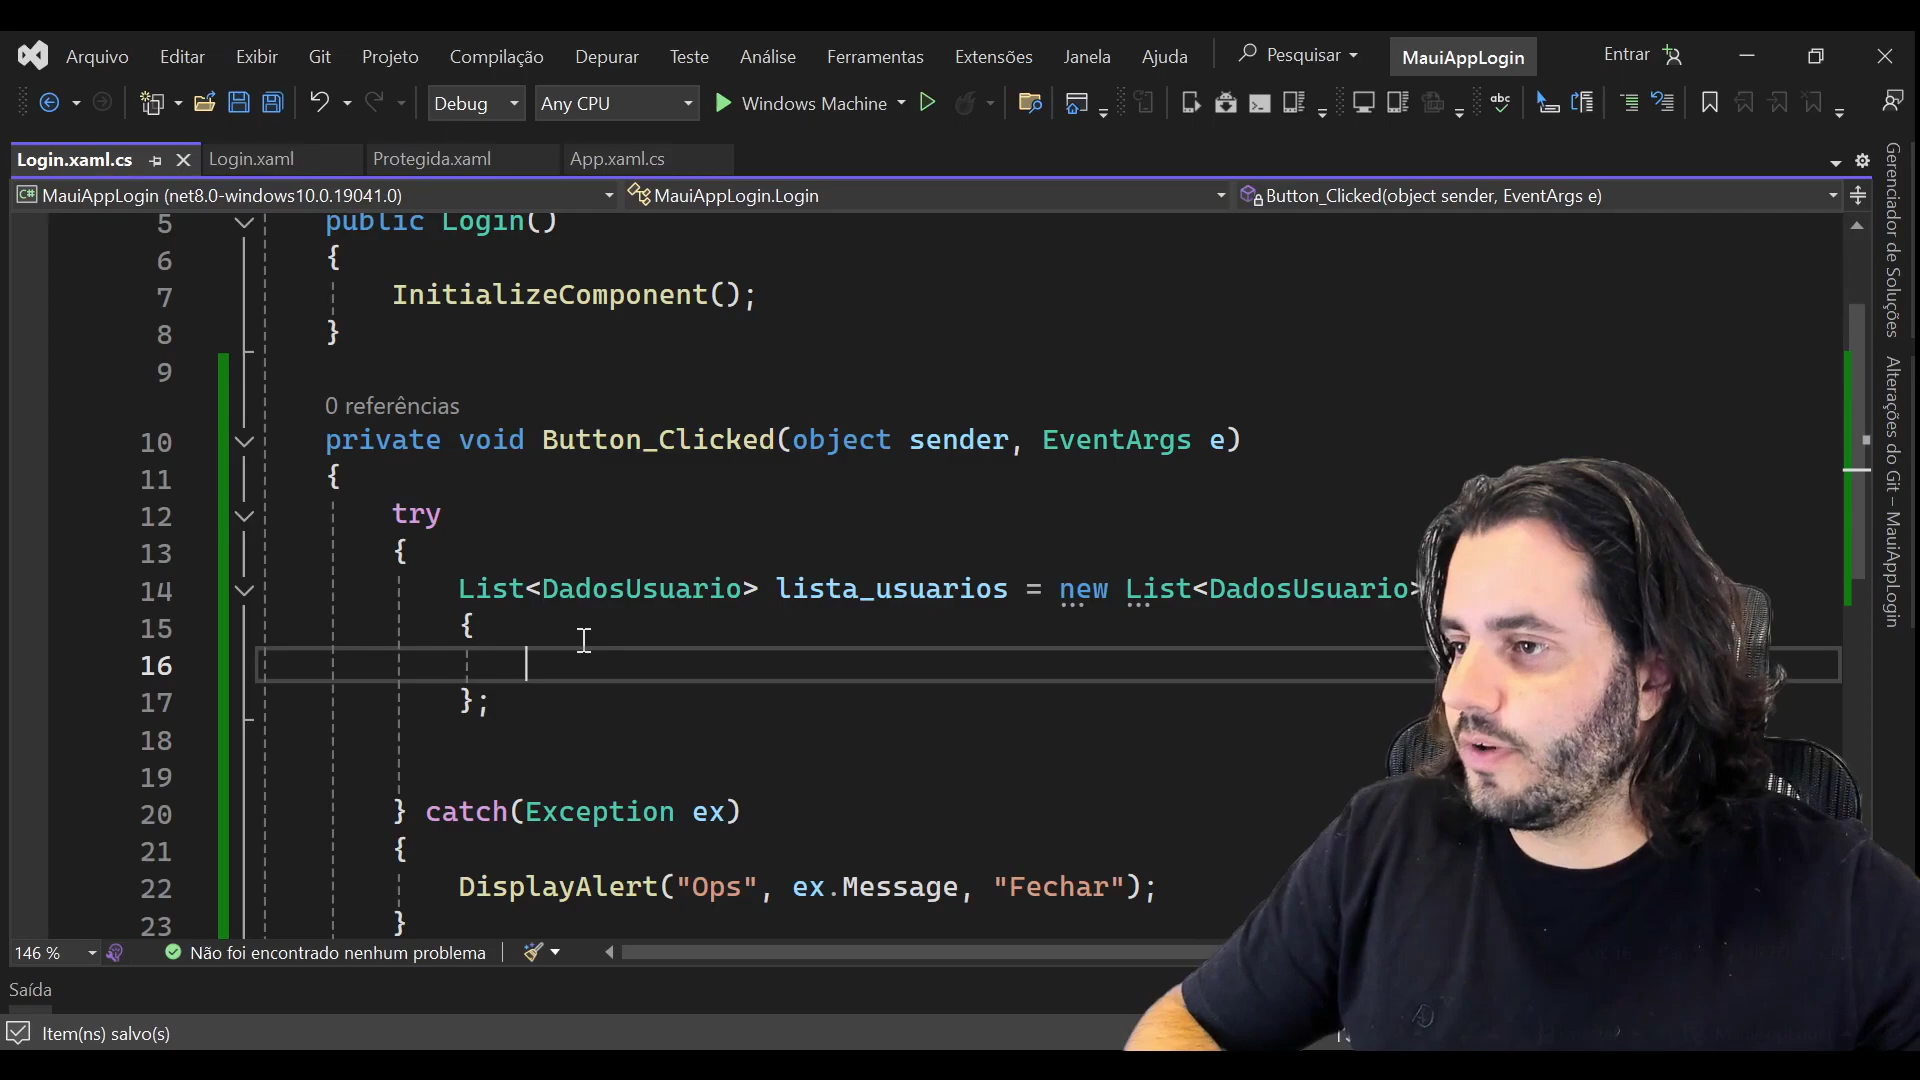 Arquivo Editar Exibir Git Projeto Compilação Depurar Teste Análise Ferramentas Extensões Janela Ajuda Pesquisar MauiAppLogin Entrar
Debug Any CPU Windows Machine
Login.xaml.cs Login.xaml Protegida.xaml App.xaml.cs
MauiAppLogin (net8.0-windows10.0.19041.0) MauiAppLogin.Login Button_Clicked(object sender, EventArgs e)
5 public Login()
6 {
7 InitializeComponent();
8 }
9
0 referências
10 private void Button_Clicked(object sender, EventArgs e)
11 {
12 try
13 {
14 List<DadosUsuario> lista_usuarios = new List<DadosUsuario>
15 {
16
17 };
18
19
20 } catch(Exception ex)
21 {
22 DisplayAlert("Ops", ex.Message, "Fechar");
23 }
146 % Não foi encontrado nenhum problema
Saída
Item(ns) salvo(s)
Gerenciador de Soluções
Alterações do Git – MauiAppLogin